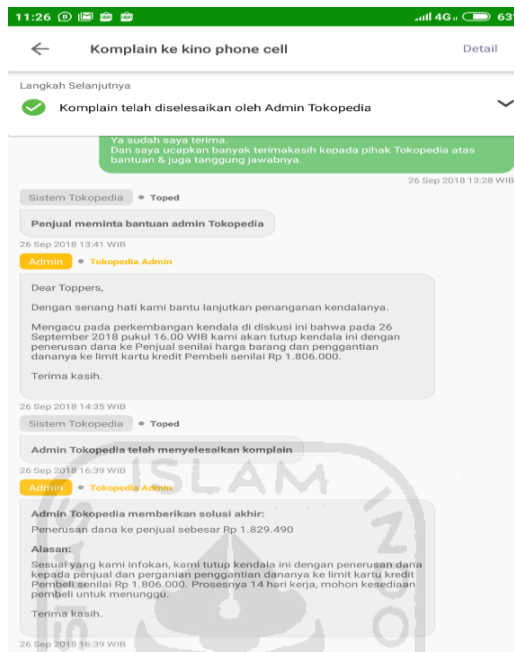 11:26 4G 63
Komplain ke kino phone cell Detail
Langkah Selanjutnya
Komplain telah diselesaikan oleh Admin Tokopedia
Ya sudah saya terima.
Dan saya ucapkan banyak terimakasih kepada pihak Tokopedia atas
bantuan & juga tanggung jawabnya.
26 Sep 2018 13:28 WIB
Sistem Tokopedia • Toped
Penjual meminta bantuan admin Tokopedia
26 Sep 2018 13:41 WIB
Admin • Tokopedia Admin
Dear Toppers,
Dengan senang hati kami bantu lanjutkan penanganan kendalanya.
Mengacu pada perkembangan kendala di diskusi ini bahwa pada 26
September 2018 pukul 16.00 WIB kami akan tutup kendala ini dengan
penerusan dana ke Penjual senilai harga barang dan penggantian
dananya ke limit kartu kredit Pembeli senilai Rp 1.806.000.
Terima kasih.
26 Sep 2018 14:35 WIB
Sistem Tokopedia • Toped
Admin Tokopedia telah menyelesaikan komplain
26 Sep 2018 16:39 WIB
Admin • Tokopedia Admin
Admin Tokopedia memberikan solusi akhir:
Penerusan dana ke penjual sebesar Rp 1.829.490
Alasan:
Sesuai yang kami infokan, kami tutup kendala ini dengan penerusan dana
kepada penjual dan perganian penggantian dananya ke limit kartu kredit
Pembeli senilai Rp 1.806.000. Prosesnya 14 hari kerja, mohon kesediaan
pembeli untuk menunggu.
Terima kasih.
26 Sep 2018 16:39 WIB
ISLAM